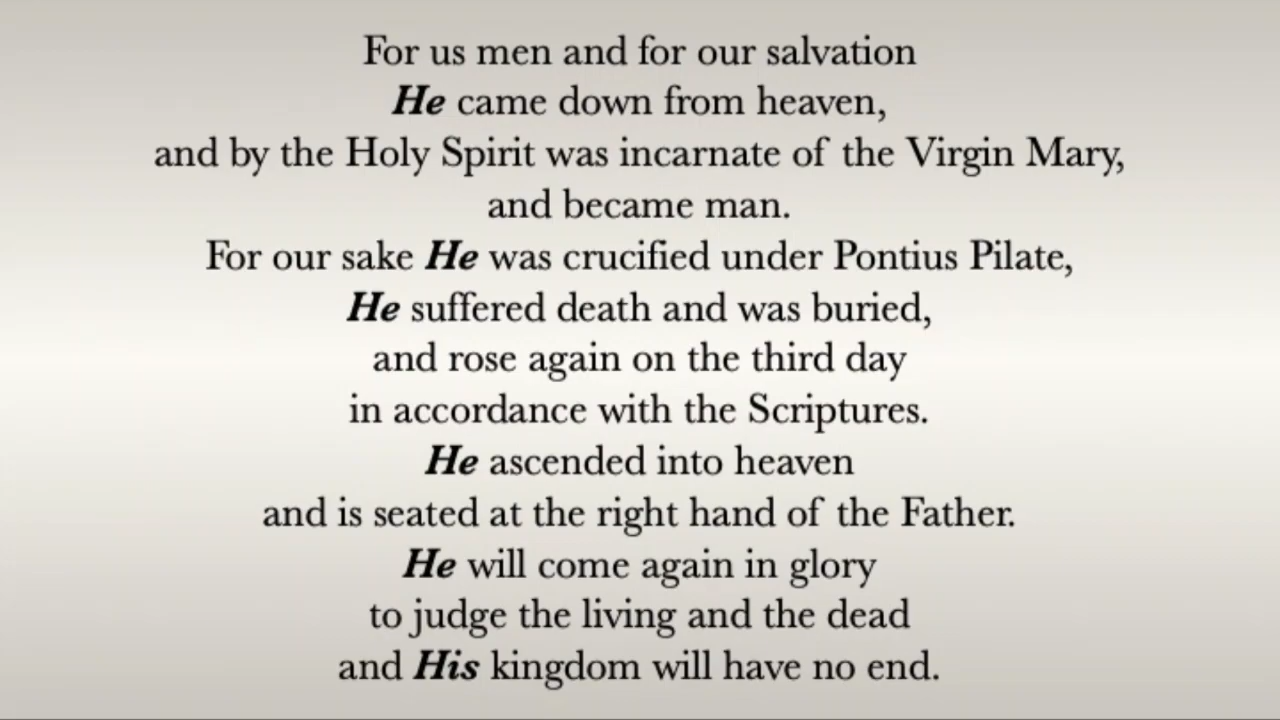 For us men and for our salvation
He came down from heaven,
and by the Holy Spirit was incarnate of the Virgin Mary,
and became man.
For our sake He was crucified under Pontius Pilate,
He suffered death and was buried,
and rose again on the third day
in accordance with the Scriptures.
He ascended into heaven
and is seated at the right hand of the Father.
He will come again in glory
to judge the living and the dead
and His kingdom will have no end.